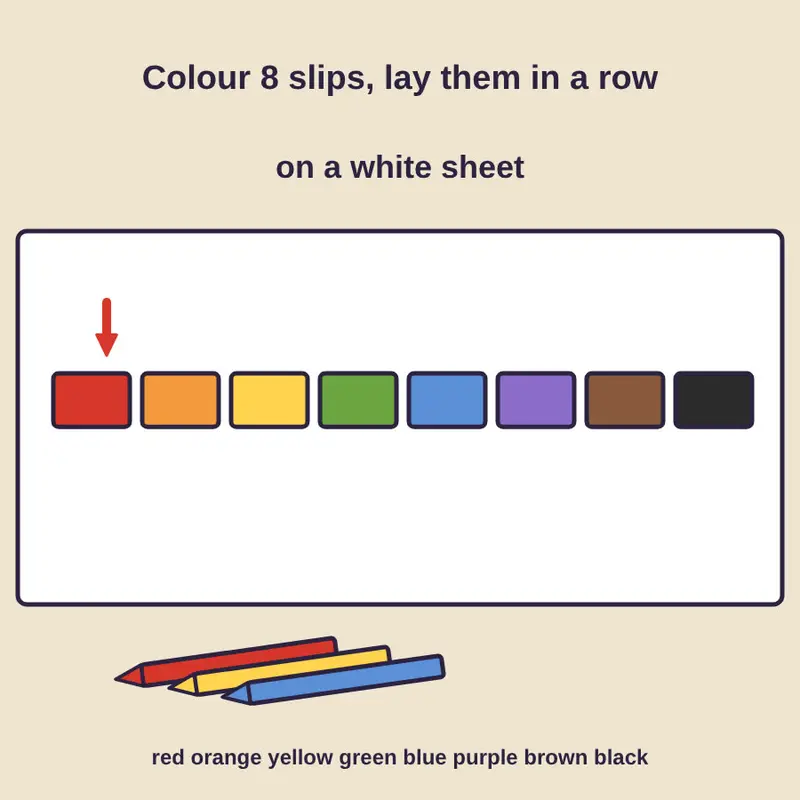 Colour 8 slips, lay them in a row
on a white sheet
red orange yellow green blue purple brown black